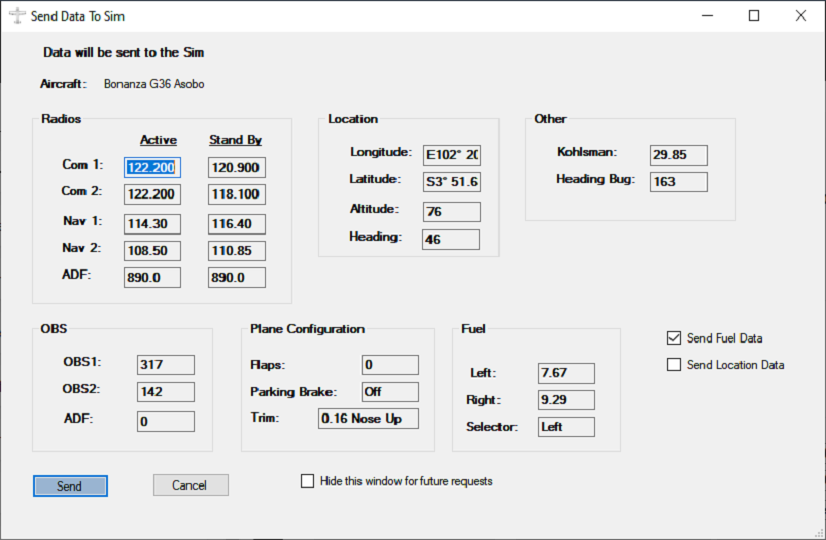 Send Data To Sim
Data will be sent to the Sim
Aircraft: Bonanza G36 Asobo
Radios
Active Stand By
Com 1: 122.200 120.900
Com 2: 122.200 118.100
Nav 1: 114.30 116.40
Nav 2: 108.50 110.85
ADF: 890.0 890.0
Location
Longitude: E102° 20
Latitude: S3° 51.6
Altitude: 76
Heading: 46
Other
Kohlsman: 29.85
Heading Bug: 163
OBS
OBS1: 317
OBS2: 142
ADF: 0
Plane Configuration
Flaps: 0
Parking Brake: Off
Trim: 0.16 Nose Up
Fuel
Left: 7.67
Right: 9.29
Selector: Left
Send Fuel Data
Send Location Data
Send Cancel Hide this window for future requests